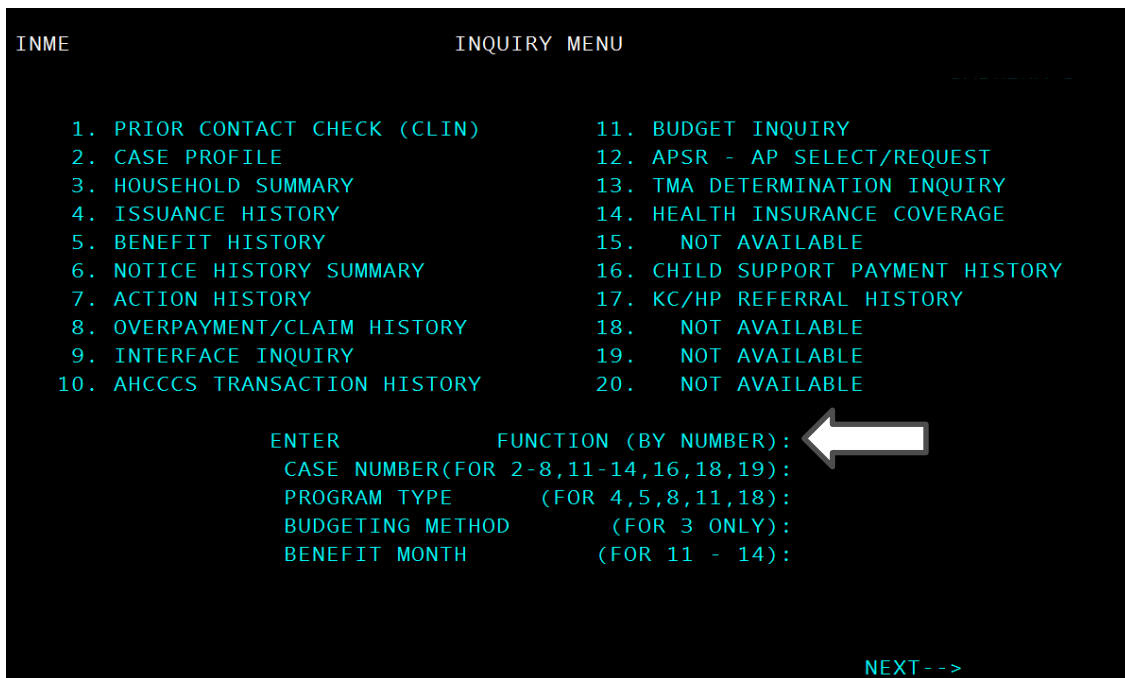 INME INQUIRY MENU
1. PRIOR CONTACT CHECK (CLIN) 11. BUDGET INQUIRY
2. CASE PROFILE 12. APSR - AP SELECT/REQUEST
3. HOUSEHOLD SUMMARY 13. TMA DETERMINATION INQUIRY
4. ISSUANCE HISTORY 14. HEALTH INSURANCE COVERAGE
5. BENEFIT HISTORY 15. NOT AVAILABLE
6. NOTICE HISTORY SUMMARY 16. CHILD SUPPORT PAYMENT HISTORY
7. ACTION HISTORY 17. KC/HP REFERRAL HISTORY
8. OVERPAYMENT/CLAIM HISTORY 18. NOT AVAILABLE
9. INTERFACE INQUIRY 19. NOT AVAILABLE
10. AHCCCS TRANSACTION HISTORY 20. NOT AVAILABLE
ENTER FUNCTION (BY NUMBER):
CASE NUMBER(FOR 2-8,11-14,16,18,19):
PROGRAM TYPE (FOR 4,5,8,11,18):
BUDGETING METHOD (FOR 3 ONLY):
BENEFIT MONTH (FOR 11 - 14):
NEXT-->